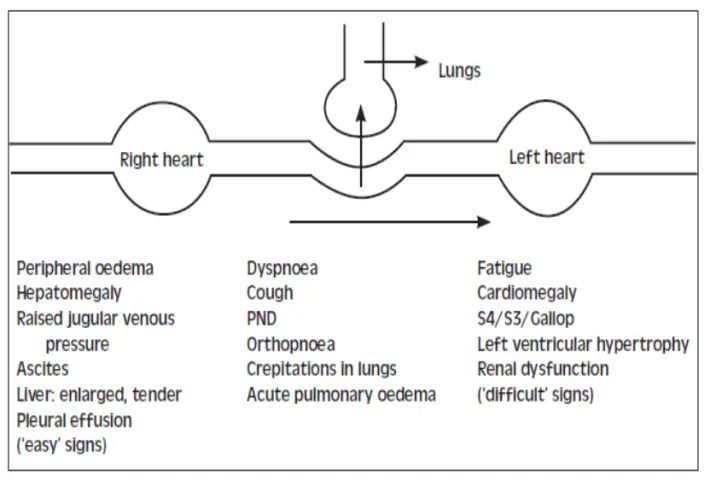 Lungs
Right heart
Left heart
Peripheral oedema
Hepatomegaly
Raised jugular venous
pressure
Ascites
Liver: enlarged, tender
Pleural effusion
('easy' signs)
Dyspnoea
Cough
PND
Orthopnoea
Crepitations in lungs
Acute pulmonary oedema
Fatigue
Cardiomegaly
S4/S3/Gallop
Left ventricular hypertrophy
Renal dysfunction
('difficult' signs)